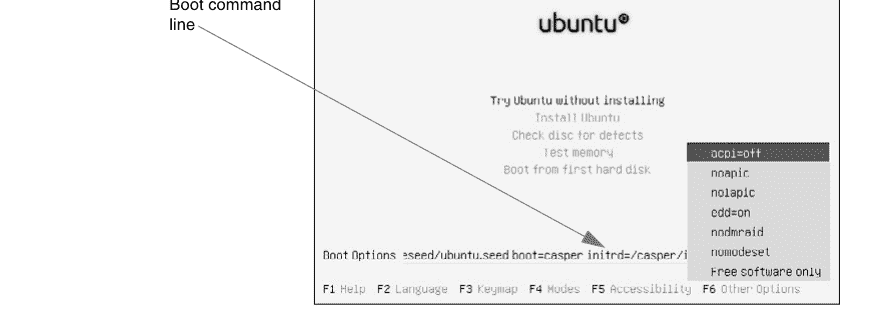 Boot command
line
ubuntu
Try Ubuntu without installing
Install Ubuntu
Check disc for defects
Test memory
Boot from first hard disk
acpi=off
noapic
nolapic
edd=on
nodmraid
nomodeset
Free software only
Boot Options eseed/ubuntu.seed boot=casper initrd=/casper/i
F1 Help F2 Language F3 Keymap F4 Modes F5 Accessibility F6 Other Options